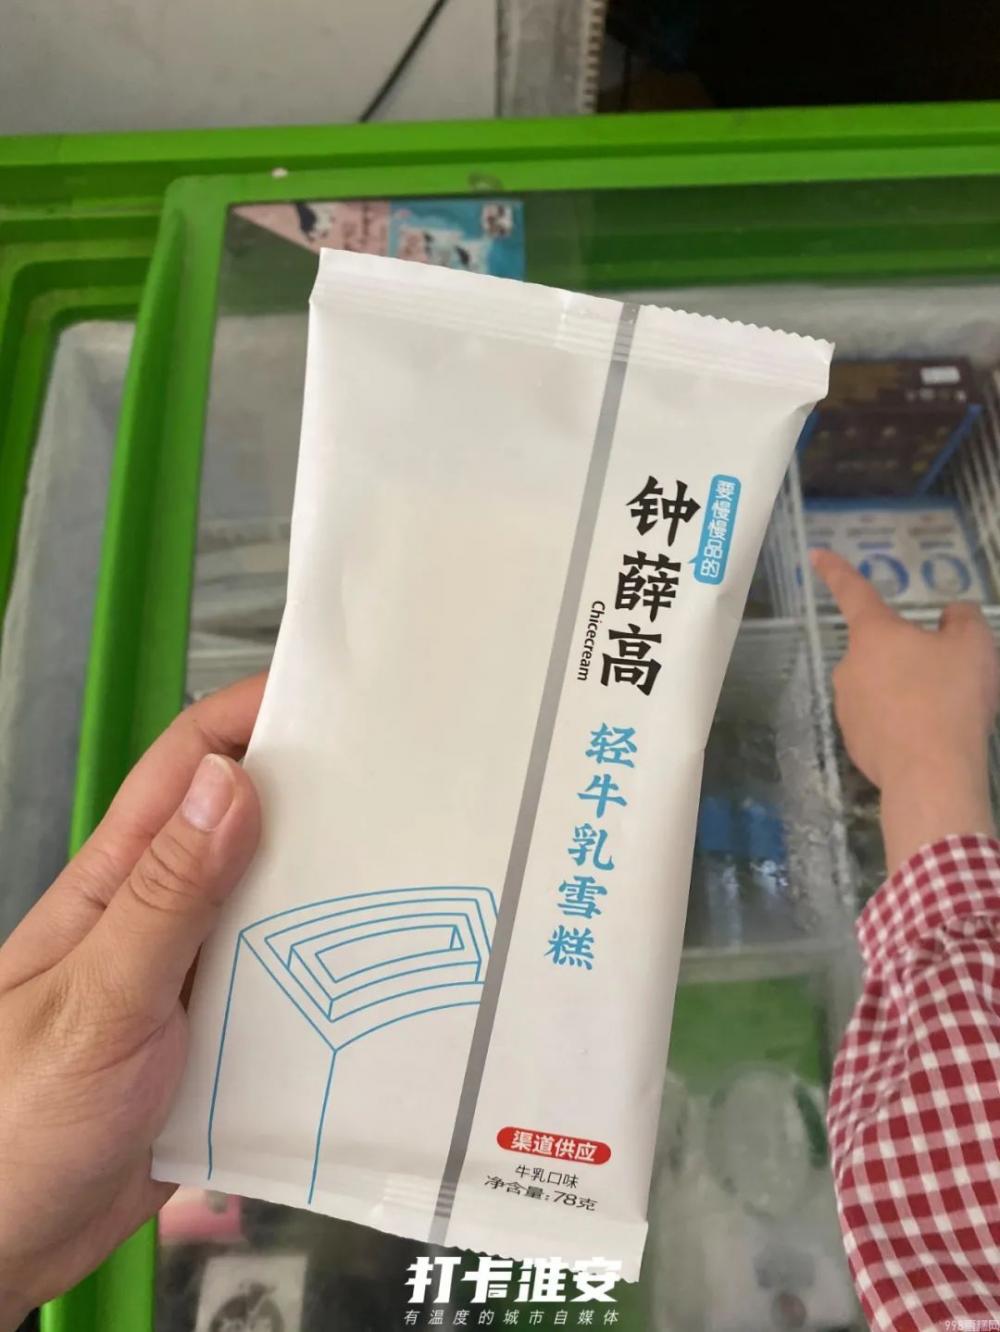 要慢慢品的
钟薛高
Chicecream
轻牛乳雪糕
渠道供应
牛乳口味
净含量:78克
打卡淮安
有温度的城市自媒体